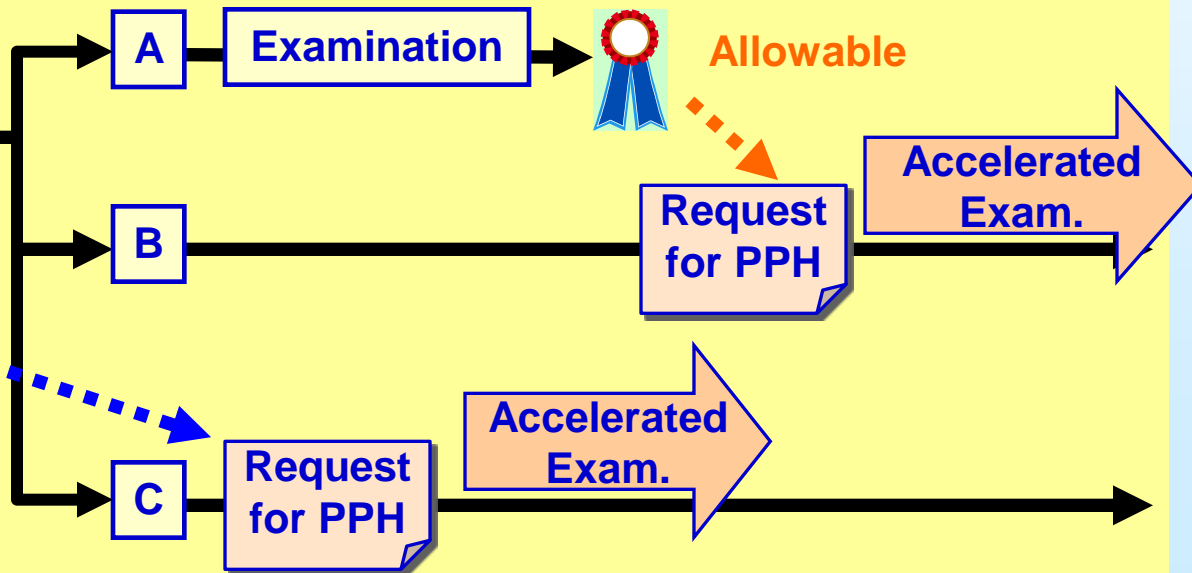 A
Examination
Allowable
Accelerated
Exam.
B
Request
for PPH
Accelerated
Exam.
C
Request
for PPH